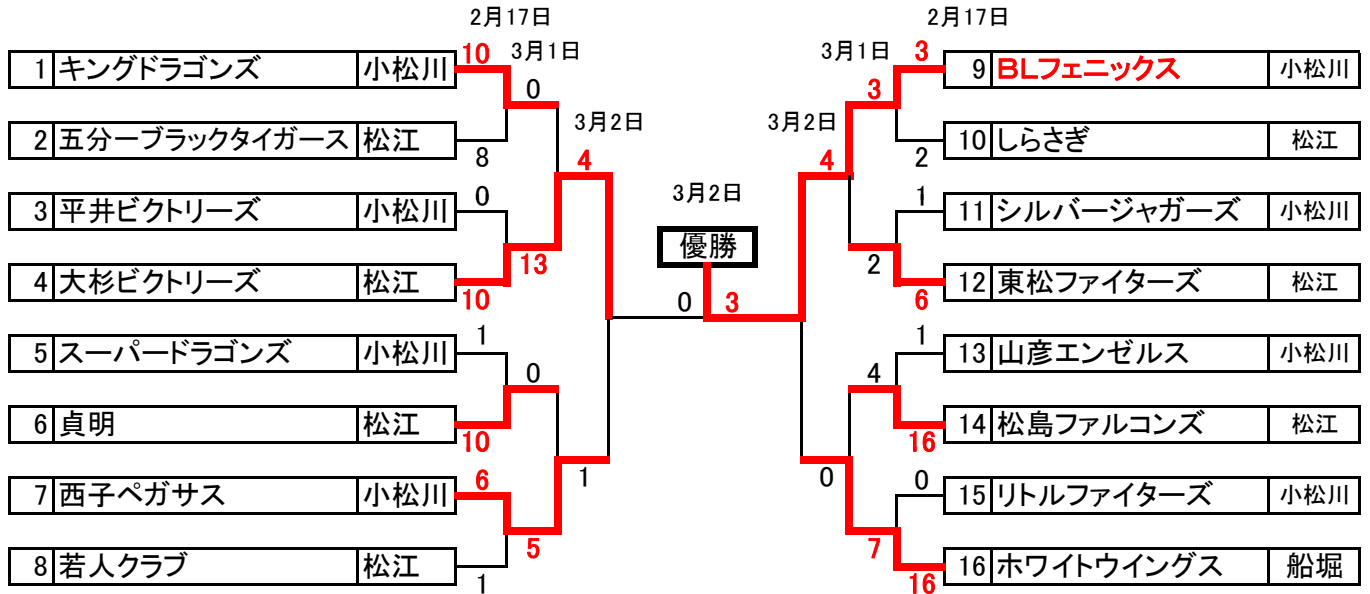 2月17日 2月17日
10 3月1日 3月1日 3
1 キングドラゴンズ 小松川 9 BLフェニックス 小松川
0 3
3月2日 3月2日
2 五分一ブラックタイガース 松江 10 しらさぎ 松江
8 4 4 2
0 3月2日 1
3 平井ビクトリーズ 小松川 11 シルバージャガーズ 小松川
優勝
13 2
4 大杉ビクトリーズ 松江 12 東松ファイターズ 松江
10 0 3 6
1 1
5 スーパードラゴンズ 小松川 13 山彦エンゼルス 小松川
0 4
6 貞明 松江 14 松島ファルコンズ 松江
10 16
6 1 0 0
7 西子ペガサス 小松川 15 リトルファイターズ 小松川
5 7
8 若人クラブ 松江 16 ホワイトウイングス 船堀
1 16